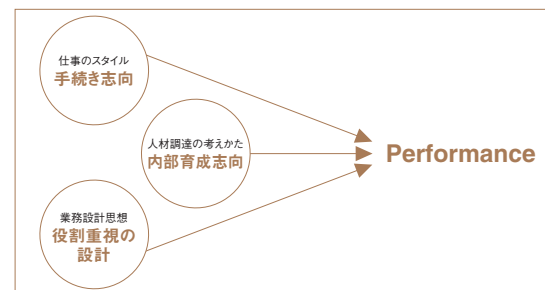 仕事のスタイル
手続き志向
人材調達の考えかた
内部育成志向
Performance
業務設計思想
役割重視の
設計